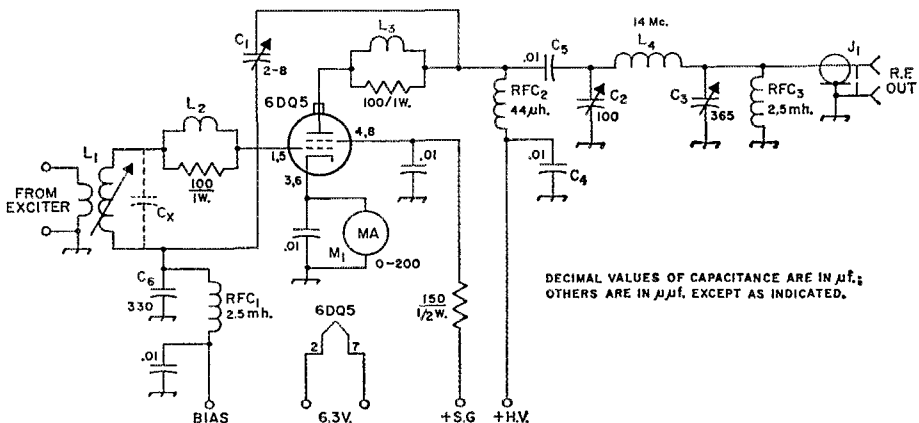 14 Mc.
L4
L3
C1
2-8
.01
C5
J1
R.F.
OUT
RFC2
44μh.
C2
100
C3
365
RFC3
2.5mh.
100/1W.
6DQ5
4,8
1,5
3,6
L2
100
1W.
L1
FROM
EXCITER
CX
.01
.01
C4
.01
MA
M1
0-200
C6
330
RFC1
2.5mh.
.01
150
1/2W.
6DQ5
2
7
DECIMAL VALUES OF CAPACITANCE ARE IN μf.;
OTHERS ARE IN μμf. EXCEPT AS INDICATED.
BIAS
6.3V.
+S.G
+H.V.